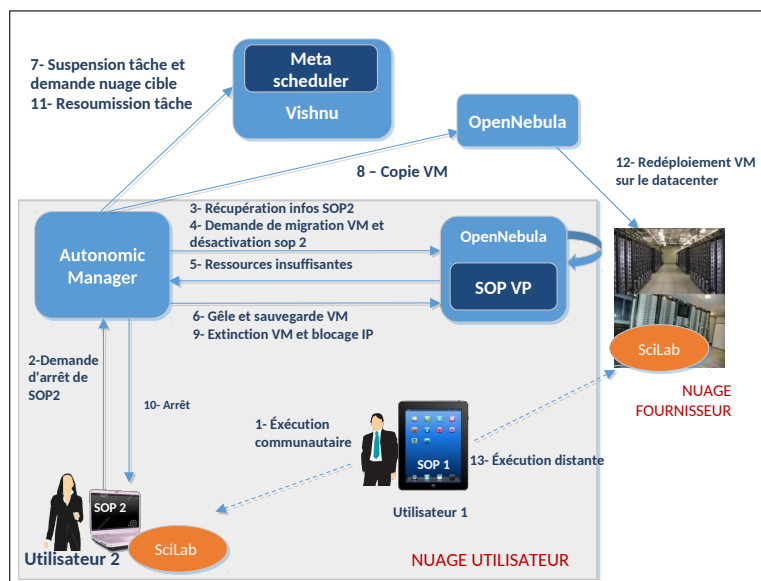 7- Suspension tâche et
demande nuage cible
11- Resoumission tâche
Meta
scheduler
Vishnu
OpenNebula
8 – Copie VM
12- Redéploiement VM
sur le datacenter
3- Récupération infos SOP2
4- Demande de migration VM et
désactivation sop 2
5- Ressources insuffisantes
Autonomic
Manager
OpenNebula
SOP VP
6- Gêle et sauvegarde VM
9- Extinction VM et blocage IP
SciLab
NUAGE
FOURNISSEUR
2-Demande
d'arrêt de
SOP2
10- Arrêt
1- Éxécution
communautaire
SOP 1
13- Éxécution distante
Utilisateur 1
SOP 2
SciLab
Utilisateur 2
NUAGE UTILISATEUR